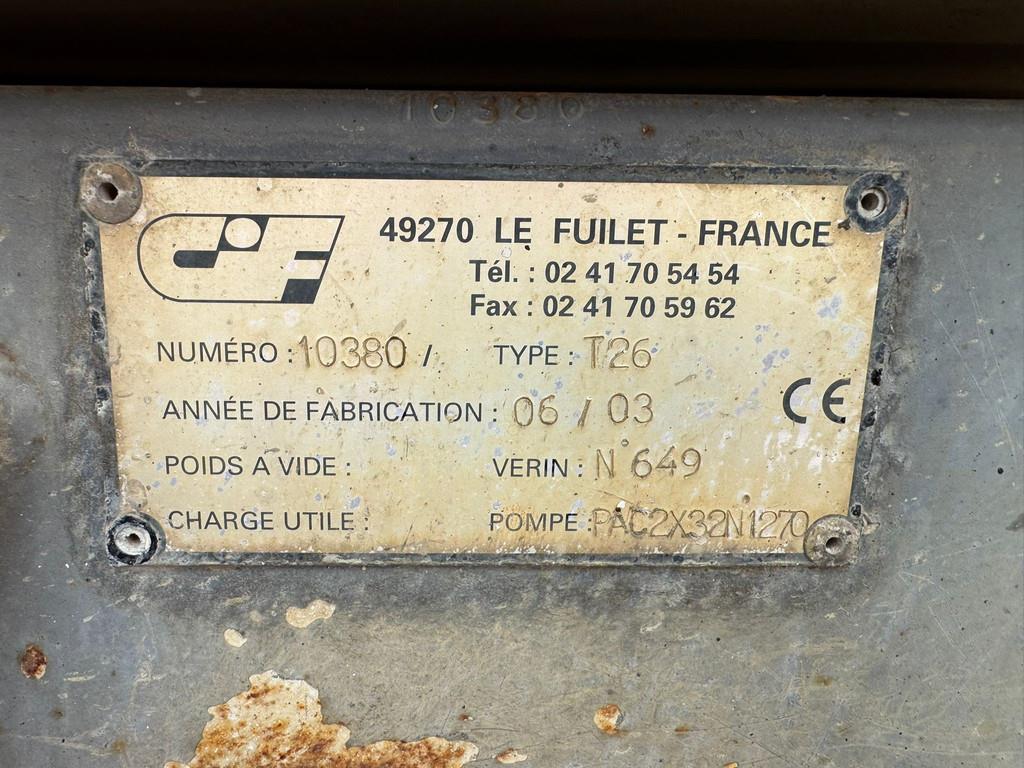 10380
CIF
49270 LE FUILET - FRANCE
Tél. : 02 41 70 54 54
Fax : 02 41 70 59 62
NUMÉRO : 10380 / TYPE : T26
ANNÉE DE FABRICATION : 06 / 03
CE
POIDS A VIDE : VERIN : N 649
CHARGE UTILE : POMPE : PAC2X32N1270